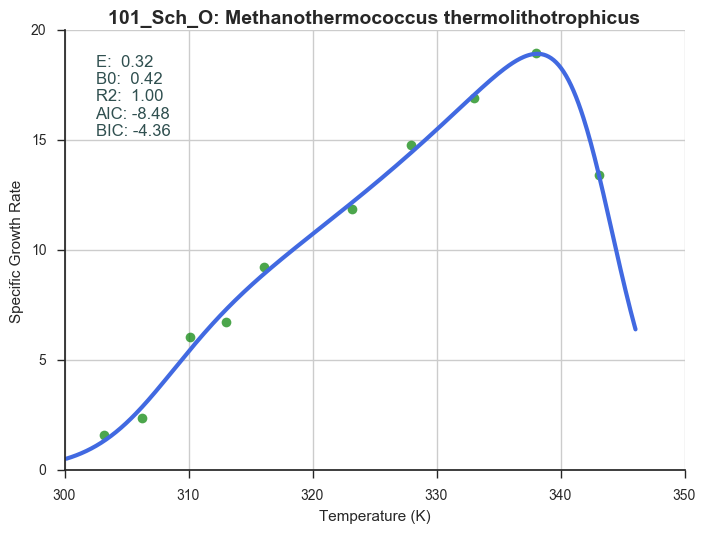 101_Sch_O: Methanothermococcus thermolithotrophicus
E:  0.32
B0:  0.42
R2:  1.00
AIC: -8.48
BIC: -4.36
Specific Growth Rate
20
15
10
5
0
300 310 320 330 340 350
Temperature (K)